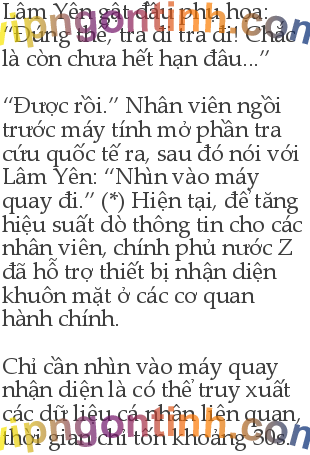 Lâm Yên gật đầu phụ họa:
“Đúng thế, tra đi tra đi! Chắc
là còn chưa hết hạn đâu...”
“Được rồi.” Nhân viên ngồi
trước máy tính mở phần tra
cứu quốc tế ra, sau đó nói với
Lâm Yên: “Nhìn vào máy
quay đi.” (*) Hiện tại, để tăng
hiệu suất dò thông tin cho các
nhân viên, chính phủ nước Z
đã hỗ trợ thiết bị nhận diện
khuôn mặt ở các cơ quan
hành chính.
Chỉ cần nhìn vào máy quay
nhận diện là có thể truy xuất
các dữ liệu cá nhân liên quan,
thời gian chỉ tốn khoảng 30s.
vipngontinh.com